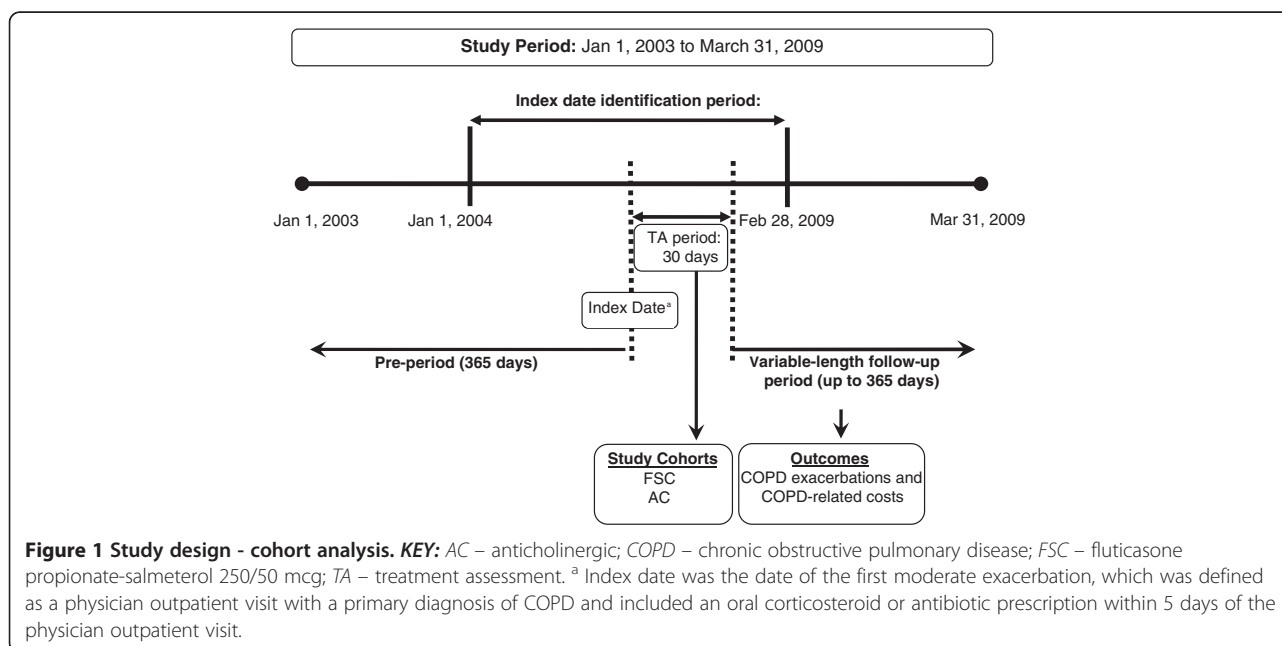 Study Period: Jan 1, 2003 to March 31, 2009
Index date identification period:
Jan 1, 2003
Jan 1, 2004
Feb 28, 2009
Mar 31, 2009
TA period:
30 days
Index Date a
Pre-period (365 days)
Variable-length follow-up
period (up to 365 days)
Study Cohorts
FSC
AC
Outcomes
COPD exacerbations and
COPD-related costs
Figure 1 Study design - cohort analysis. KEY: AC – anticholinergic; COPD – chronic obstructive pulmonary disease; FSC – fluticasone
propionate-salmeterol 250/50 mcg; TA – treatment assessment. a Index date was the date of the first moderate exacerbation, which was defined
as a physician outpatient visit with a primary diagnosis of COPD and included an oral corticosteroid or antibiotic prescription within 5 days of the
physician outpatient visit.